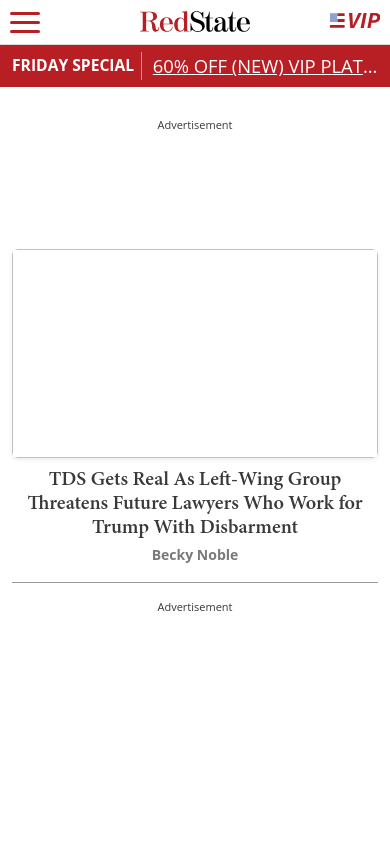 RedState
VIP
FRIDAY SPECIAL
60% OFF (NEW) VIP PLAT...
Advertisement
TDS Gets Real As Left-Wing Group
Threatens Future Lawyers Who Work for
Trump With Disbarment
Becky Noble
Advertisement